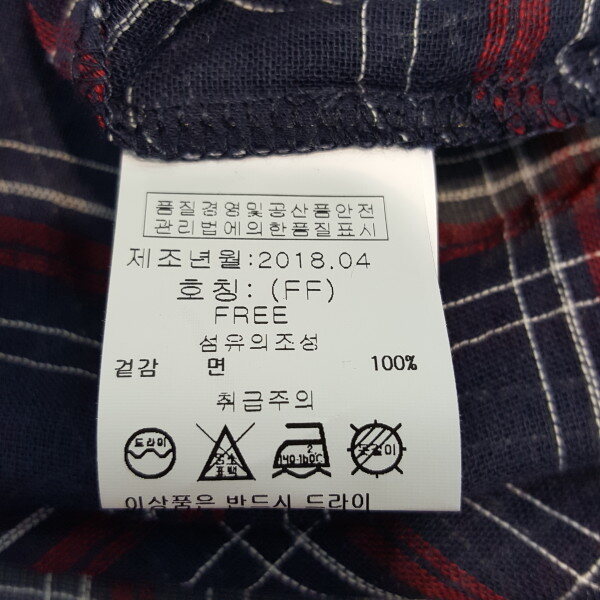 품질경영및공산품안전
관리법에의한품질표시
제조년월:2018.04
호칭: (FF)
FREE
섬유의조성
겉감 면 100%
취급주의
드라이
염소
표백
2
140-160℃
이상품은 반드시 드라이